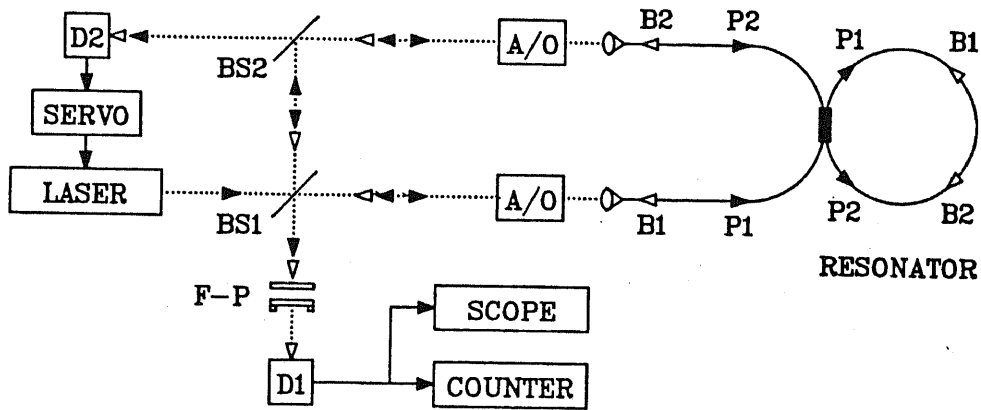 D2
BS2
A/O
B2
P2
P1
B1
SERVO
LASER
BS1
A/O
B1
P1
P2
B2
RESONATOR
F-P
SCOPE
D1
COUNTER